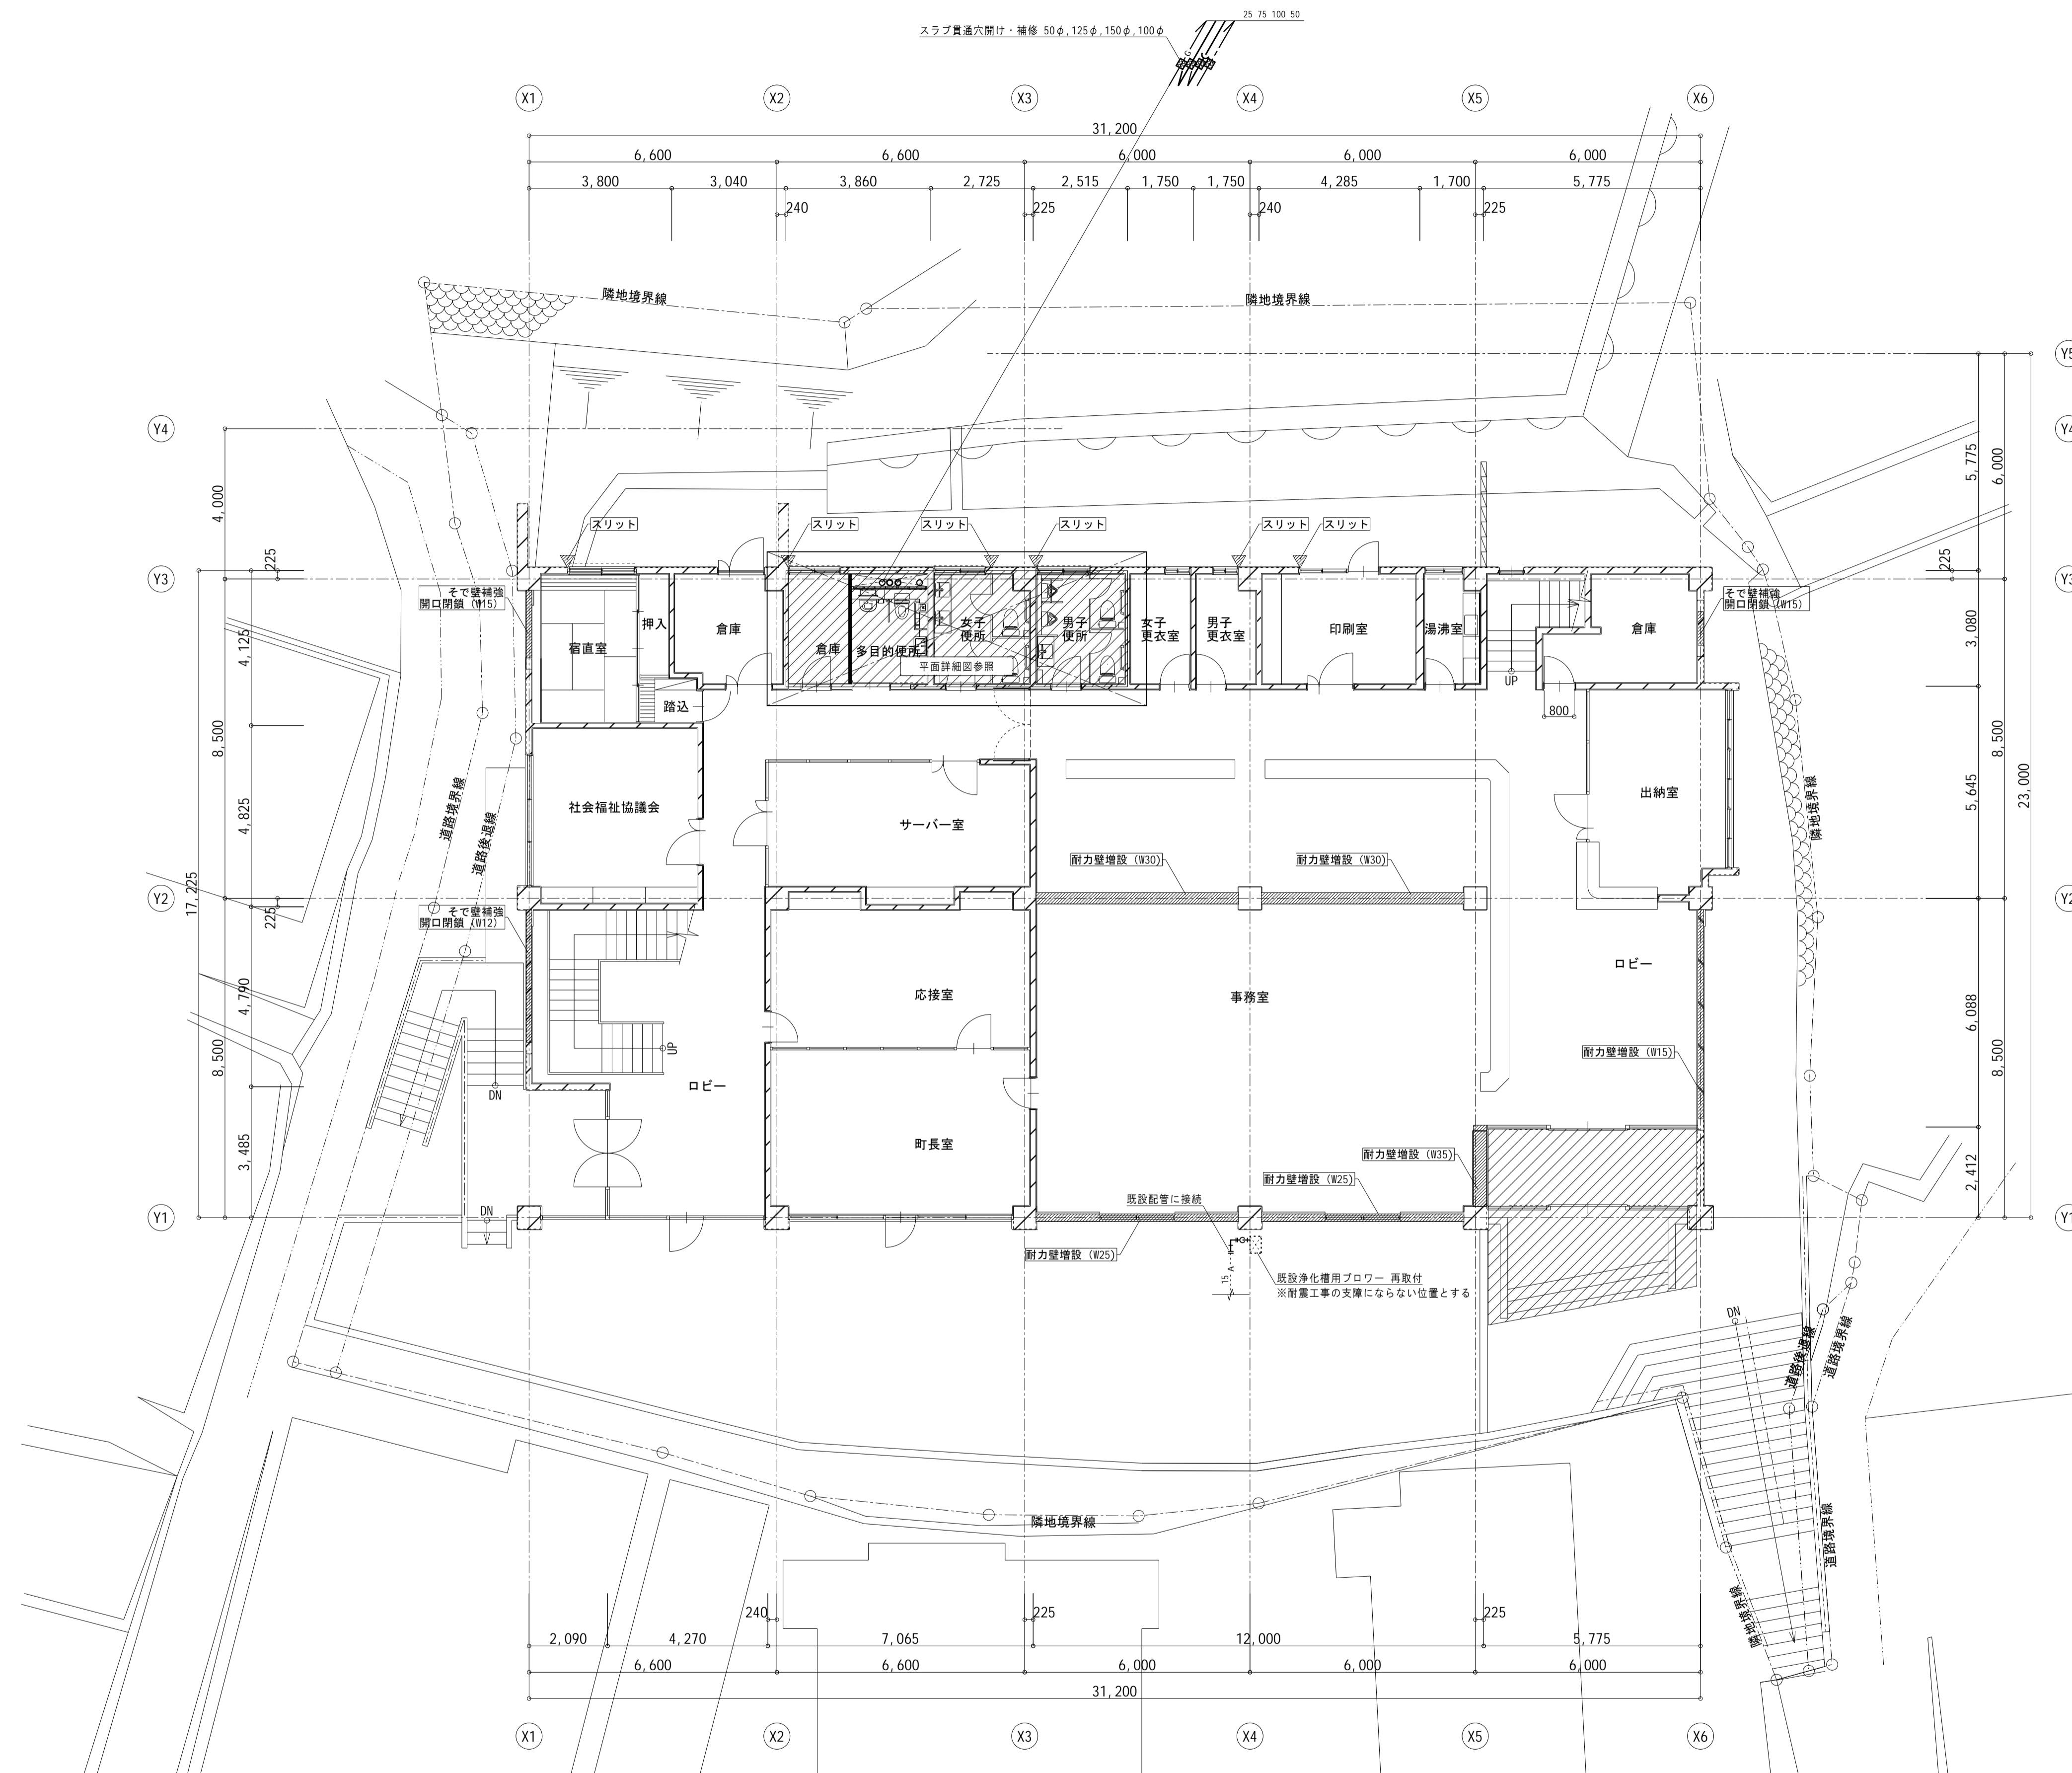 25 75 100 50
スラブ貫通穴開け・補修 50φ,125φ,150φ,100φ
G
X1
X2
X3
X4
X5
X6
31,200
6,600
6,600
6,000
6,000
6,000
3,800
3,040
3,860
2,725
2,515
1,750
1,750
4,285
1,700
5,775
240
225
240
225
隣地境界線
隣地境界線
Y5
Y4
Y4
4,000
5,775
6,000
スリット
スリット
スリット
スリット
スリット
スリット
225
225
Y3
Y3
そで壁補強
開口閉鎖 (W15)
そで壁補強
開口閉鎖 (W15)
宿直室
押入
倉庫
倉庫
多目的便所
女子
便所
男子
便所
女子
更衣室
男子
更衣室
印刷室
湯沸室
倉庫
平面詳細図参照
UP
踏込
800
4,125
3,080
8,500
8,500
23,000
4,825
5,645
17,225
道路境界線
道路後退線
社会福祉協議会
サーバー室
出納室
隣地境界線
耐力壁増設 (W30)
耐力壁増設 (W30)
Y2
Y2
225
そで壁補強
開口閉鎖 (W12)
応接室
事務室
ロビー
4,790
6,088
8,500
8,500
UP
DN
ロビー
耐力壁増設 (W15)
町長室
3,485
2,412
耐力壁増設 (W35)
耐力壁増設 (W25)
既設配管に接続
DN
Y1
Y1
耐力壁増設 (W25)
G
15
A
既設浄化槽用ブロワー 再取付
※耐震工事の支障にならない位置とする
DN
道路後退線
道路境界線
隣地境界線
道路境界線
隣地境界線
240
225
225
2,090
4,270
7,065
12,000
5,775
6,600
6,600
6,000
6,000
6,000
31,200
X1
X2
X3
X4
X5
X6